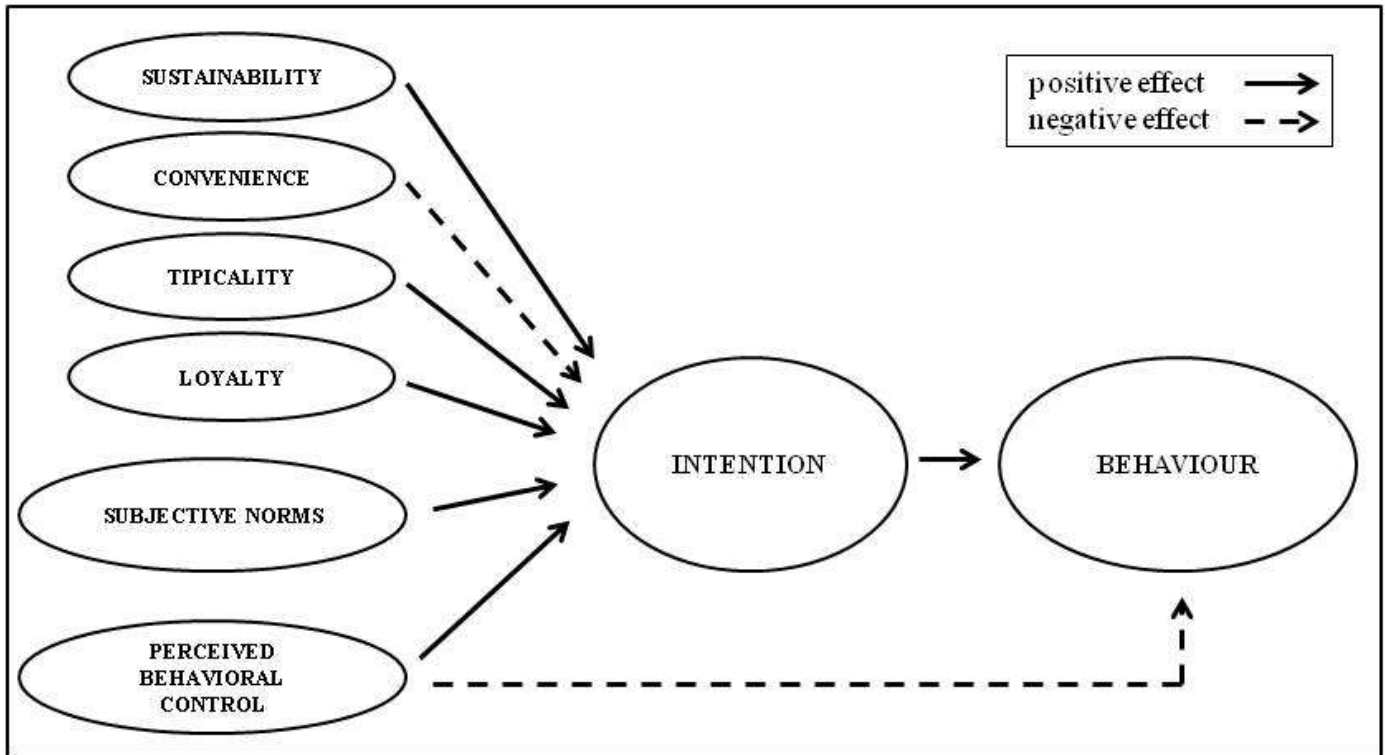 SUSTAINABILITY
CONVENIENCE
TIPICALITY
LOYALTY
SUBJECTIVE NORMS
PERCEIVED
BEHAVIORAL
CONTROL
INTENTION
BEHAVIOUR
positive effect
negative effect